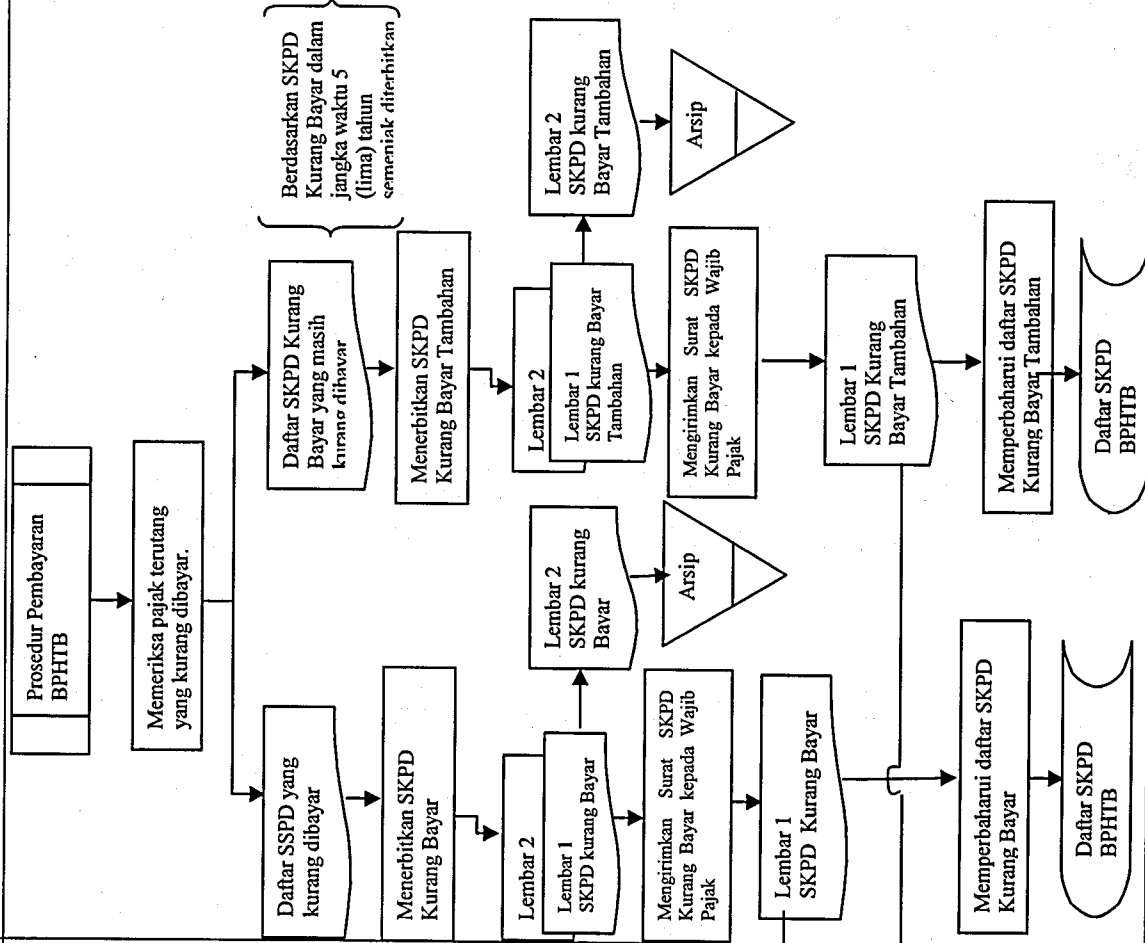 Prosedur Pembayaran
BPHTB
Memeriksa pajak terutang
yang kurang dibayar.
Daftar SSPD yang
kurang dibayar
Menerbitkan SKPD
Kurang Bayar
Lembar 2
Lembar 1
SKPD kurang Bayar
Lembar 2
SKPD kurang
Bayar
Arsip
Mengirimkan Surat SKPD
Kurang Bayar kepada Wajib
Pajak
Lembar 1
SKPD Kurang Bayar
Memperbaharui daftar SKPD
Kurang Bayar
Daftar SKPD
BPHTB
Daftar SKPD Kurang
Bayar yang masih
kurang dibayar
Berdasarkan SKPD
Kurang Bayar dalam
jangka waktu 5
(lima) tahun
semenjak diterbitkan
Menerbitkan SKPD
Kurang Bayar Tambahan
Lembar 2
Lembar 1
SKPD kurang Bayar
Tambahan
Lembar 2
SKPD kurang
Bayar Tambahan
Arsip
Mengirimkan Surat SKPD
Kurang Bayar kepada Wajib
Pajak
Lembar 1
SKPD Kurang
Bayar Tambahan
Memperbaharui daftar SKPD
Kurang Bayar Tambahan
Daftar SKPD
BPHTB